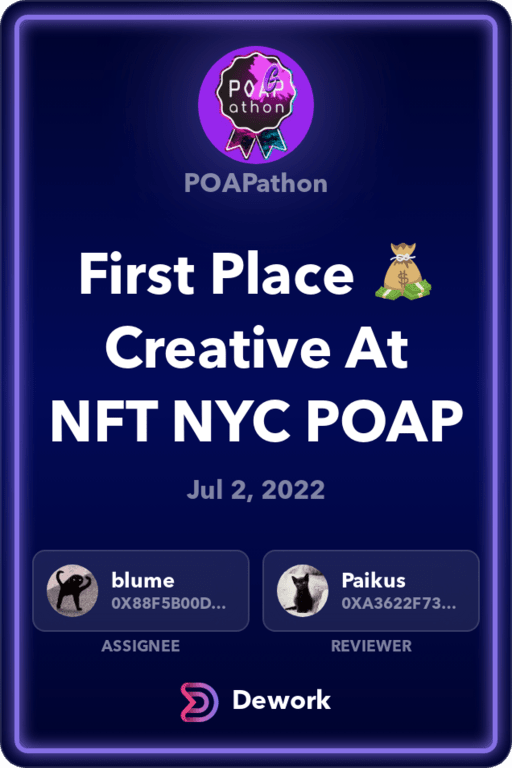 POAP
athon
POAPathon
First Place 💰
Creative At
NFT NYC POAP
Jul 2, 2022
blume
0X88F5B00D...
Paikus
0XA3622F73...
ASSIGNEE
REVIEWER
Dework